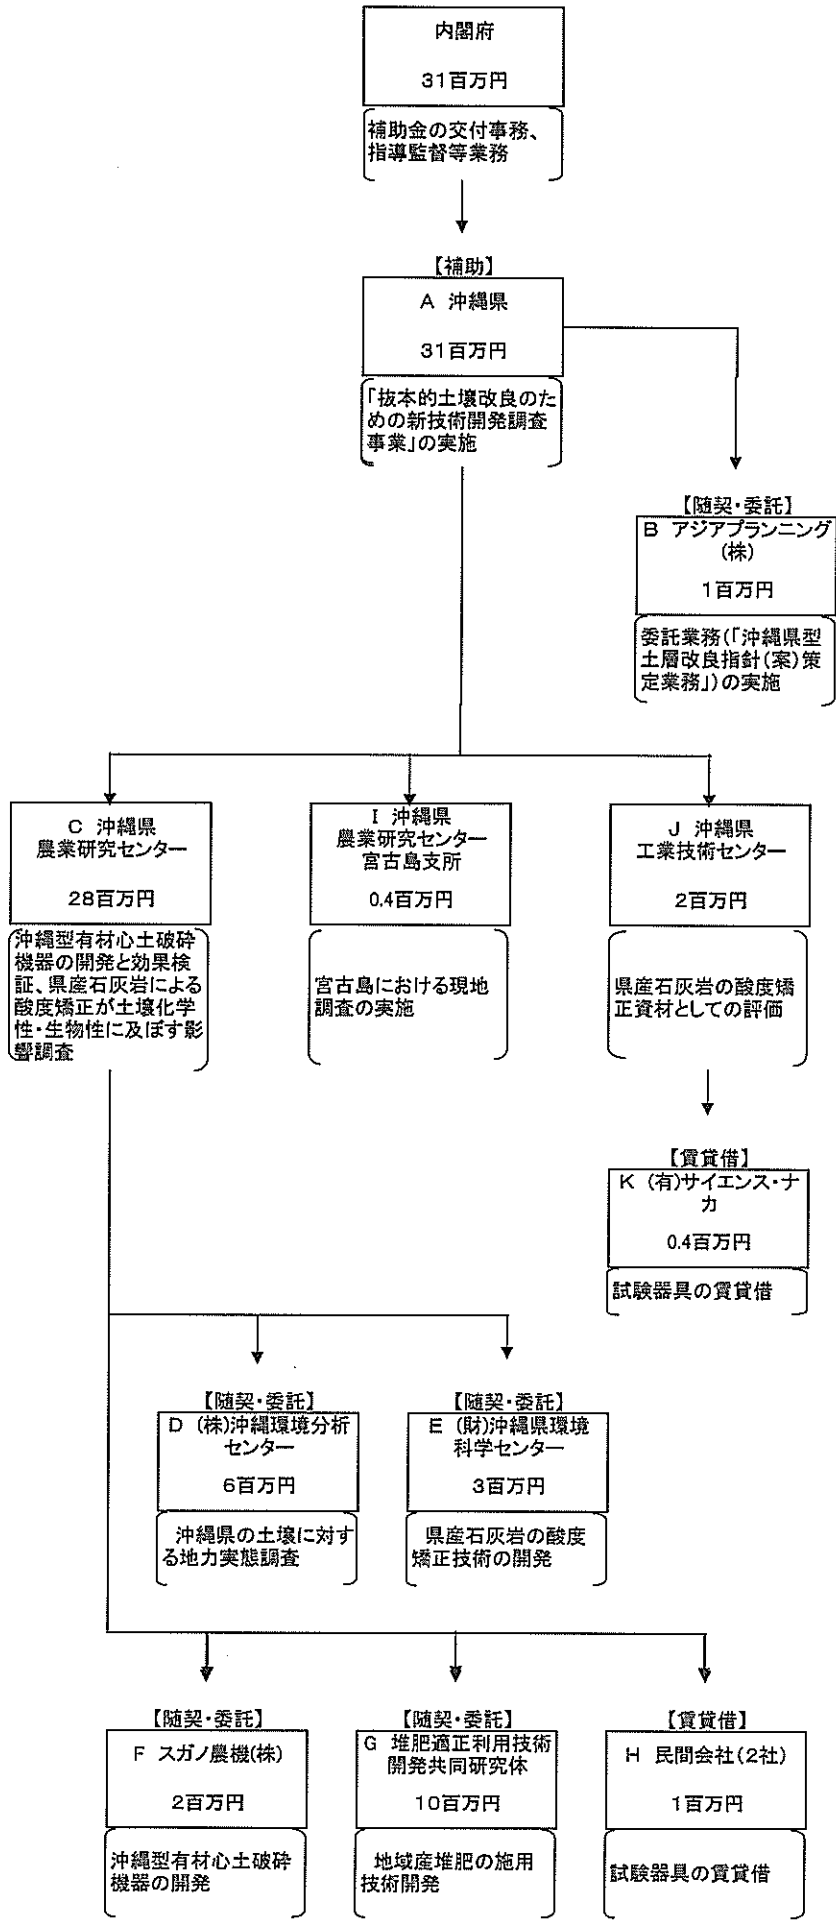 内閣府
31百万円
補助金の交付事務、
指導監督等業務
【補助】
A 沖縄県
31百万円
「抜本的土壌改良のた
めの新技術開発調査
事業」の実施
【随契・委託】
B アジアプランニング
(株)
1百万円
委託業務(「沖縄県型
土層改良指針(案)策
定業務」)の実施
C 沖縄県
農業研究センター
28百万円
沖縄型有材心土破砕
機器の開発と効果検
証、県産石灰岩による
酸度矯正が土壌化学
性・生物性に及ぼす影
響調査
I 沖縄県
農業研究センター
宮古島支所
0.4百万円
宮古島における現地
調査の実施
J 沖縄県
工業技術センター
2百万円
県産石灰岩の酸度矯
正資材としての評価
【賃貸借】
K (有)サイエンス・ナ
カ
0.4百万円
試験器具の賃貸借
【随契・委託】
D (株)沖縄環境分析
センター
6百万円
沖縄県の土壌に対す
る地力実態調査
【随契・委託】
E (財)沖縄県環境
科学センター
3百万円
県産石灰岩の酸度
矯正技術の開発
【随契・委託】
F スガノ農機(株)
2百万円
沖縄型有材心土破砕
機器の開発
【随契・委託】
G 堆肥適正利用技術
開発共同研究体
10百万円
地域産堆肥の施用
技術開発
【賃貸借】
H 民間会社(2社)
1百万円
試験器具の賃貸借